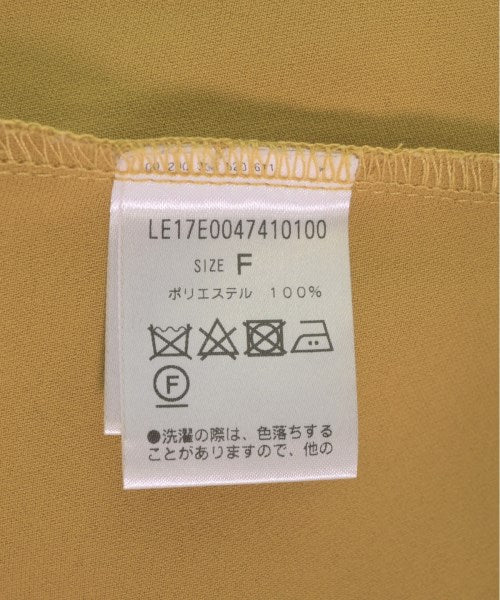 LE17E0047410100
SIZE F
ポリエステル 100%
F
●洗濯の際は、色落ちする
ことがありますので、他の